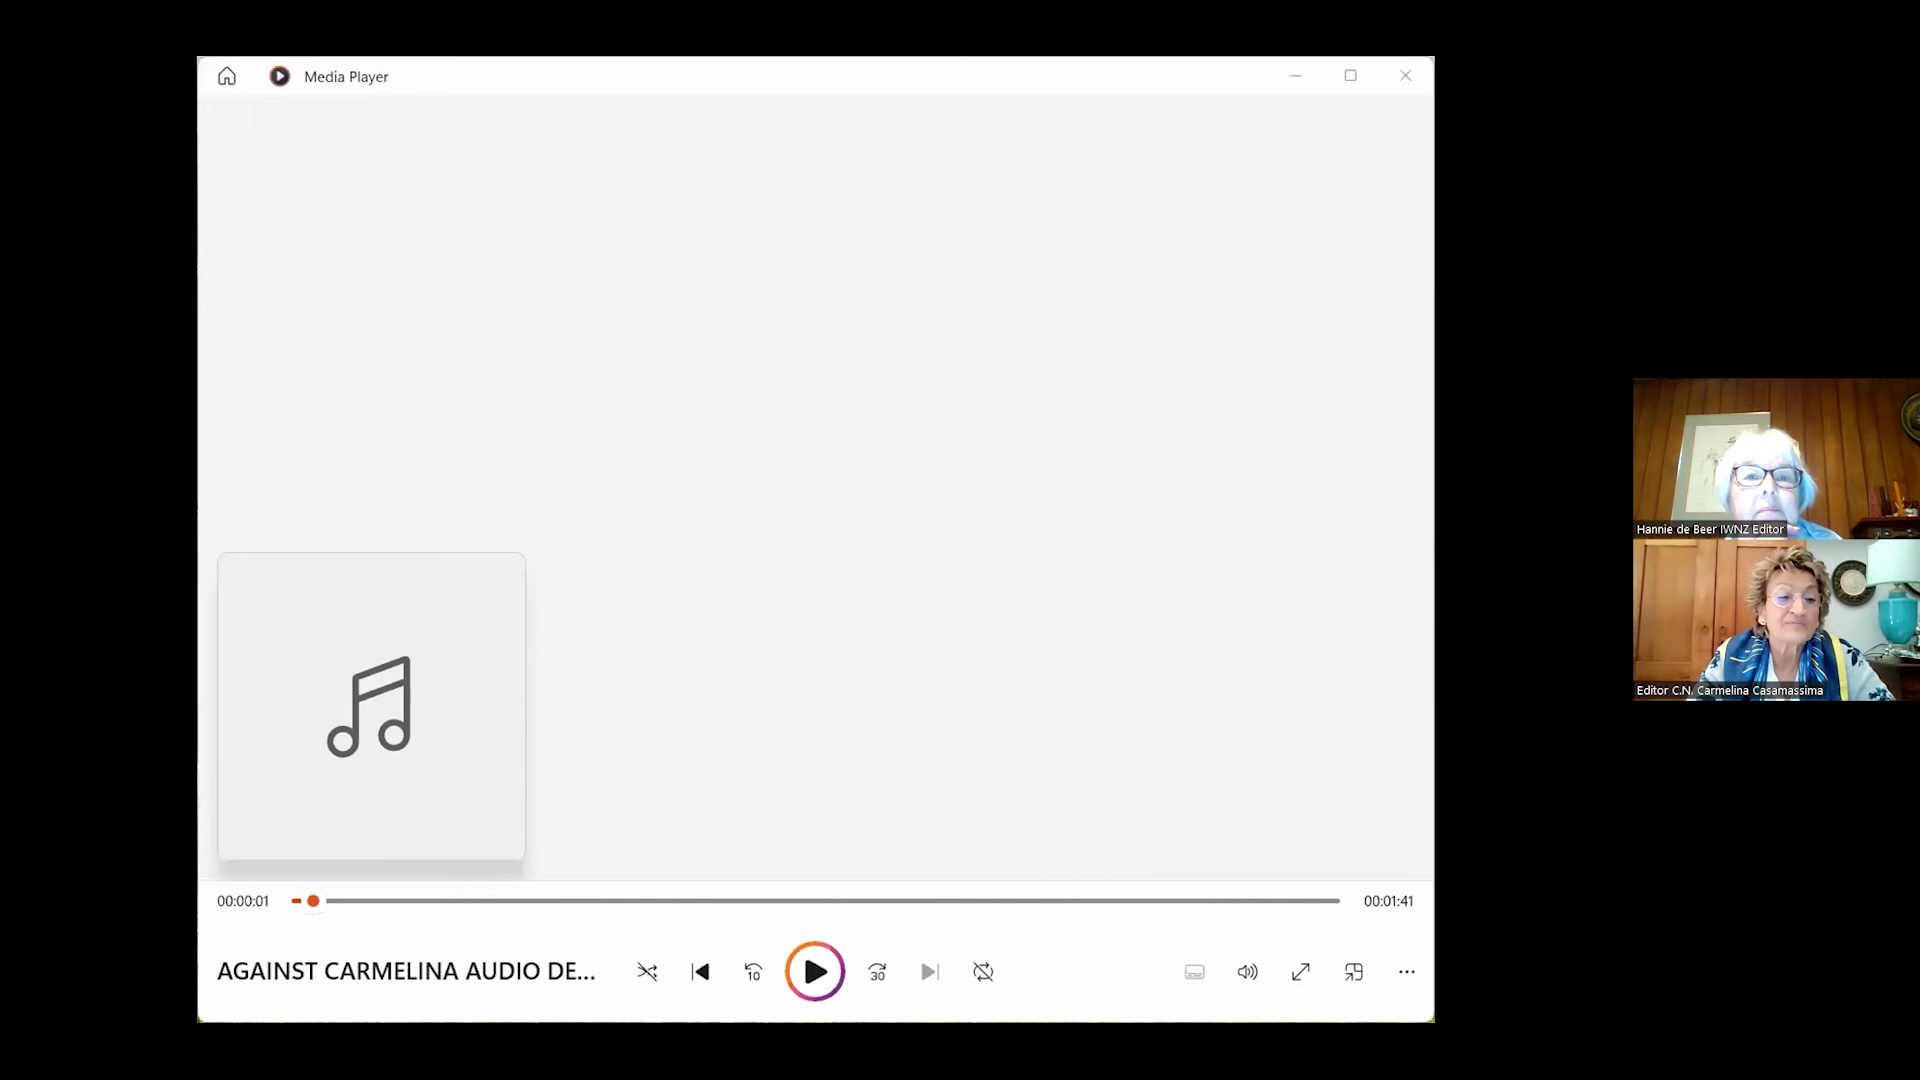 Media Player
Hannie de Beer IWNZ Editor
Editor C.N. Carmelina Casamassima
00:00:01
00:01:41
AGAINST CARMELINA AUDIO DE...
10
30